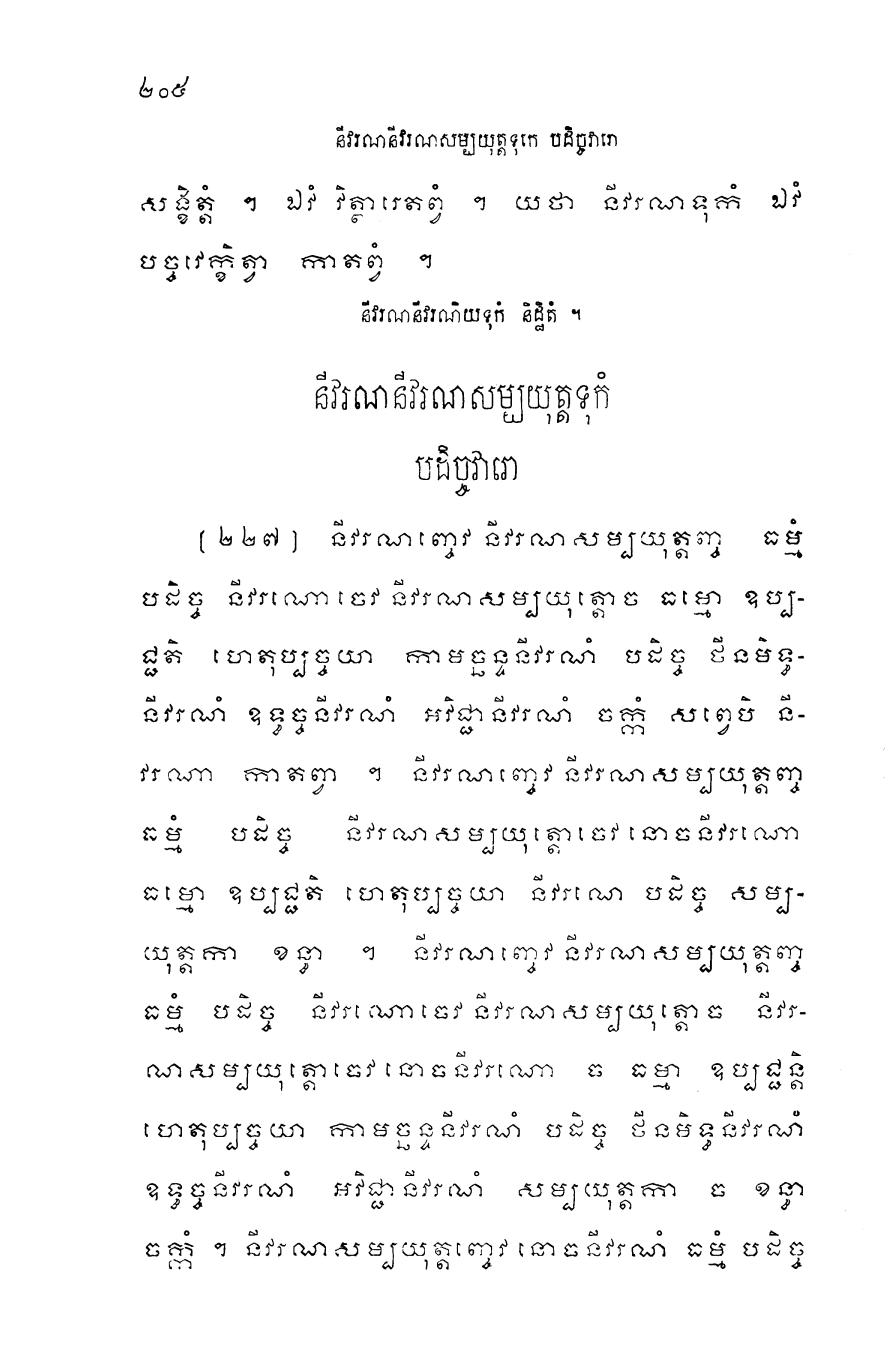 ២០៥
នីវរណនីវរណសម្បយុត្តទុកេ បដិច្ចវារោ
សង្ខិត្តំ ។ ឯវំ វិត្ថារេតព្វំ ។ យថា នីវរណទុកំ ឯវំ
បច្ចវេក្ខិត្វា កាតព្វំ ។
នីវរណនីវរណិយទុកំ និដ្ឋិតំ ។
នីវរណនីវរណសម្បយុត្តទុកំ
បដិច្ចវារោ
[២២៧] នីវរណញ្ចេវ នីវរណសម្បយុត្តញ្ច ធម្មំ
បដិច្ច នីវរណោ ចេវ នីវរណសម្បយុត្តោ ច ធម្មោ ឧប្ប-
ជ្ជតិ ហេតុប្បច្ចយា កាមច្ឆន្ទនីវរណំ បដិច្ច ថីនមិទ្ធ-
នីវរណំ ឧទ្ធច្ចនីវរណំ អវិជ្ជានីវរណំ ចក្កំ សព្វេបិ នី-
វរណា កាតព្វា ។ នីវរណញ្ចេវ នីវរណសម្បយុត្តញ្ច
ធម្មំ បដិច្ច នីវរណសម្បយុត្តោ ចេវ នោ ច នីវរណោ
ធម្មោ ឧប្បជ្ជតិ ហេតុប្បច្ចយា នីវរណេ បដិច្ច សម្ប-
យុត្តកា ខន្ធា ។ នីវរណញ្ចេវ នីវរណសម្បយុត្តញ្ច
ធម្មំ បដិច្ច នីវរណោ ចេវ នីវរណសម្បយុត្តោ ច នីវរ-
ណសម្បយុត្តោ ចេវ នោ ច នីវរណោ ច ធម្មា ឧប្បជ្ជន្តិ
ហេតុប្បច្ចយា កាមច្ឆន្ទនីវរណំ បដិច្ច ថីនមិទ្ធនីវរណំ
ឧទ្ធច្ចនីវរណំ អវិជ្ជានីវរណំ សម្បយុត្តកា ច ខន្ធា
ចក្កំ ។ នីវរណសម្បយុត្តញ្ចេវ នោ ច នីវរណំ ធម្មំ បដិច្ច